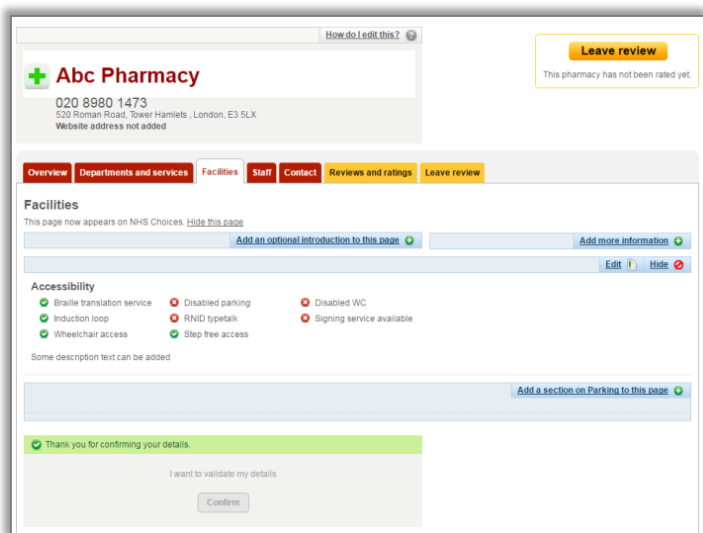 How do I edit this?
Leave review
Abc Pharmacy
This pharmacy has not been rated yet.
020 8980 1473
520 Roman Road, Tower Hamlets , London, E3 5LX
Website address not added
Overview Departments and services Facilities Staff Contact Reviews and ratings Leave review
Facilities
This page now appears on NHS Choices. Hide this page
Add an optional introduction to this page Add more information
Edit Hide
Accessibility
Braille translation service Disabled parking Disabled WC
Induction loop RNID typetalk Signing service available
Wheelchair access Step free access
Some description text can be added
Add a section on Parking to this page
Thank you for confirming your details.
I want to validate my details
Confirm